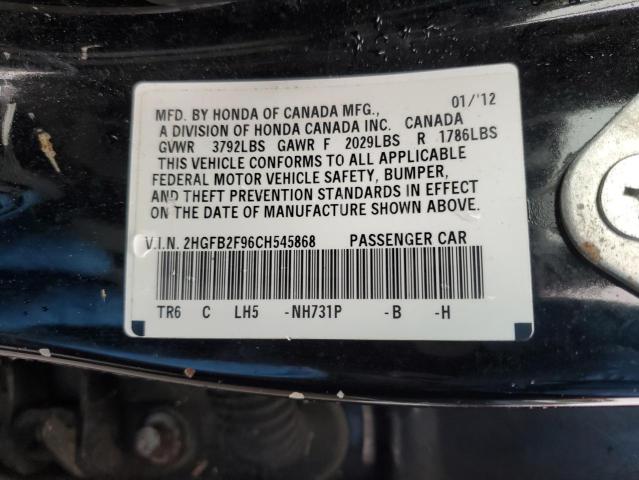 MFD. BY HONDA OF CANADA MFG., 01/'12
A DIVISION OF HONDA CANADA INC. CANADA
GVWR 3792LBS GAWR F 2029LBS R 1786LBS
THIS VEHICLE CONFORMS TO ALL APPLICABLE
FEDERAL MOTOR VEHICLE SAFETY, BUMPER,
AND THEFT PREVENTION STANDARDS IN EFFECT
ON THE DATE OF MANUFACTURE SHOWN ABOVE.
V.I.N. 2HGFB2F96CH545868 PASSENGER CAR
TR6 C LH5 -NH731P -B -H